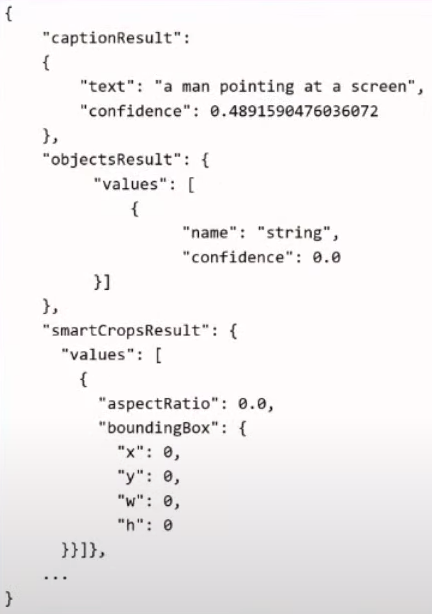 {
"captionResult":
{
"text": "a man pointing at a screen",
"confidence": 0.4891590476036072
},
"objectsResult": {
"values": [
{
"name": "string",
"confidence": 0.0
}]
},
"smartCropsResult": {
"values": [
{
"aspectRatio": 0.0,
"boundingBox": {
"x": 0,
"y": 0,
"w": 0,
"h": 0
}}]},
...
}